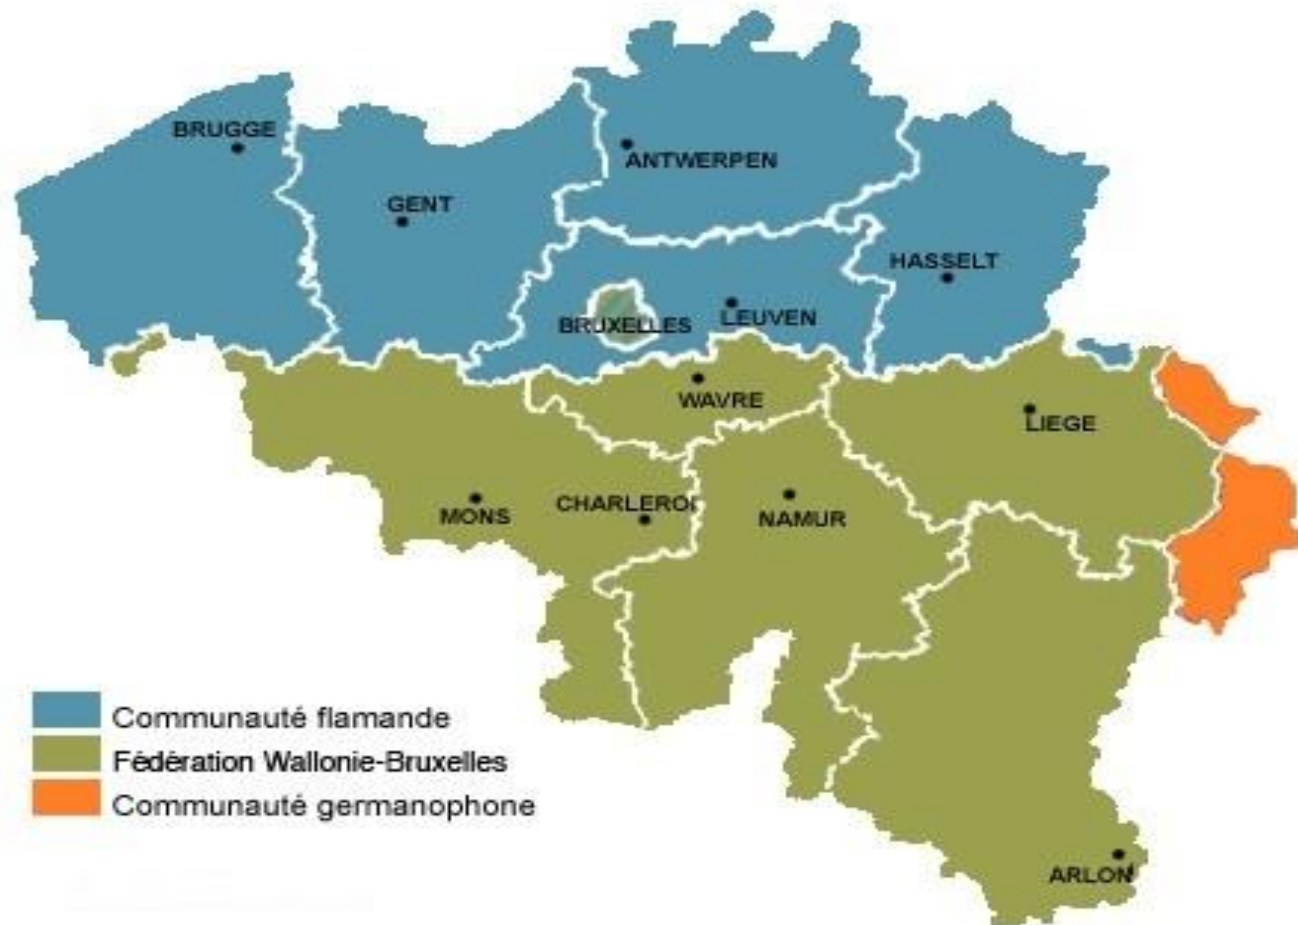 BRUGGE
ANTWERPEN
GENT
HASSELT
BRUXELLES
LEUVEN
WAVRE
LIEGE
MONS
CHARLEROI
NAMUR
ARLON
Communauté flamande
Fédération Wallonie-Bruxelles
Communauté germanophone